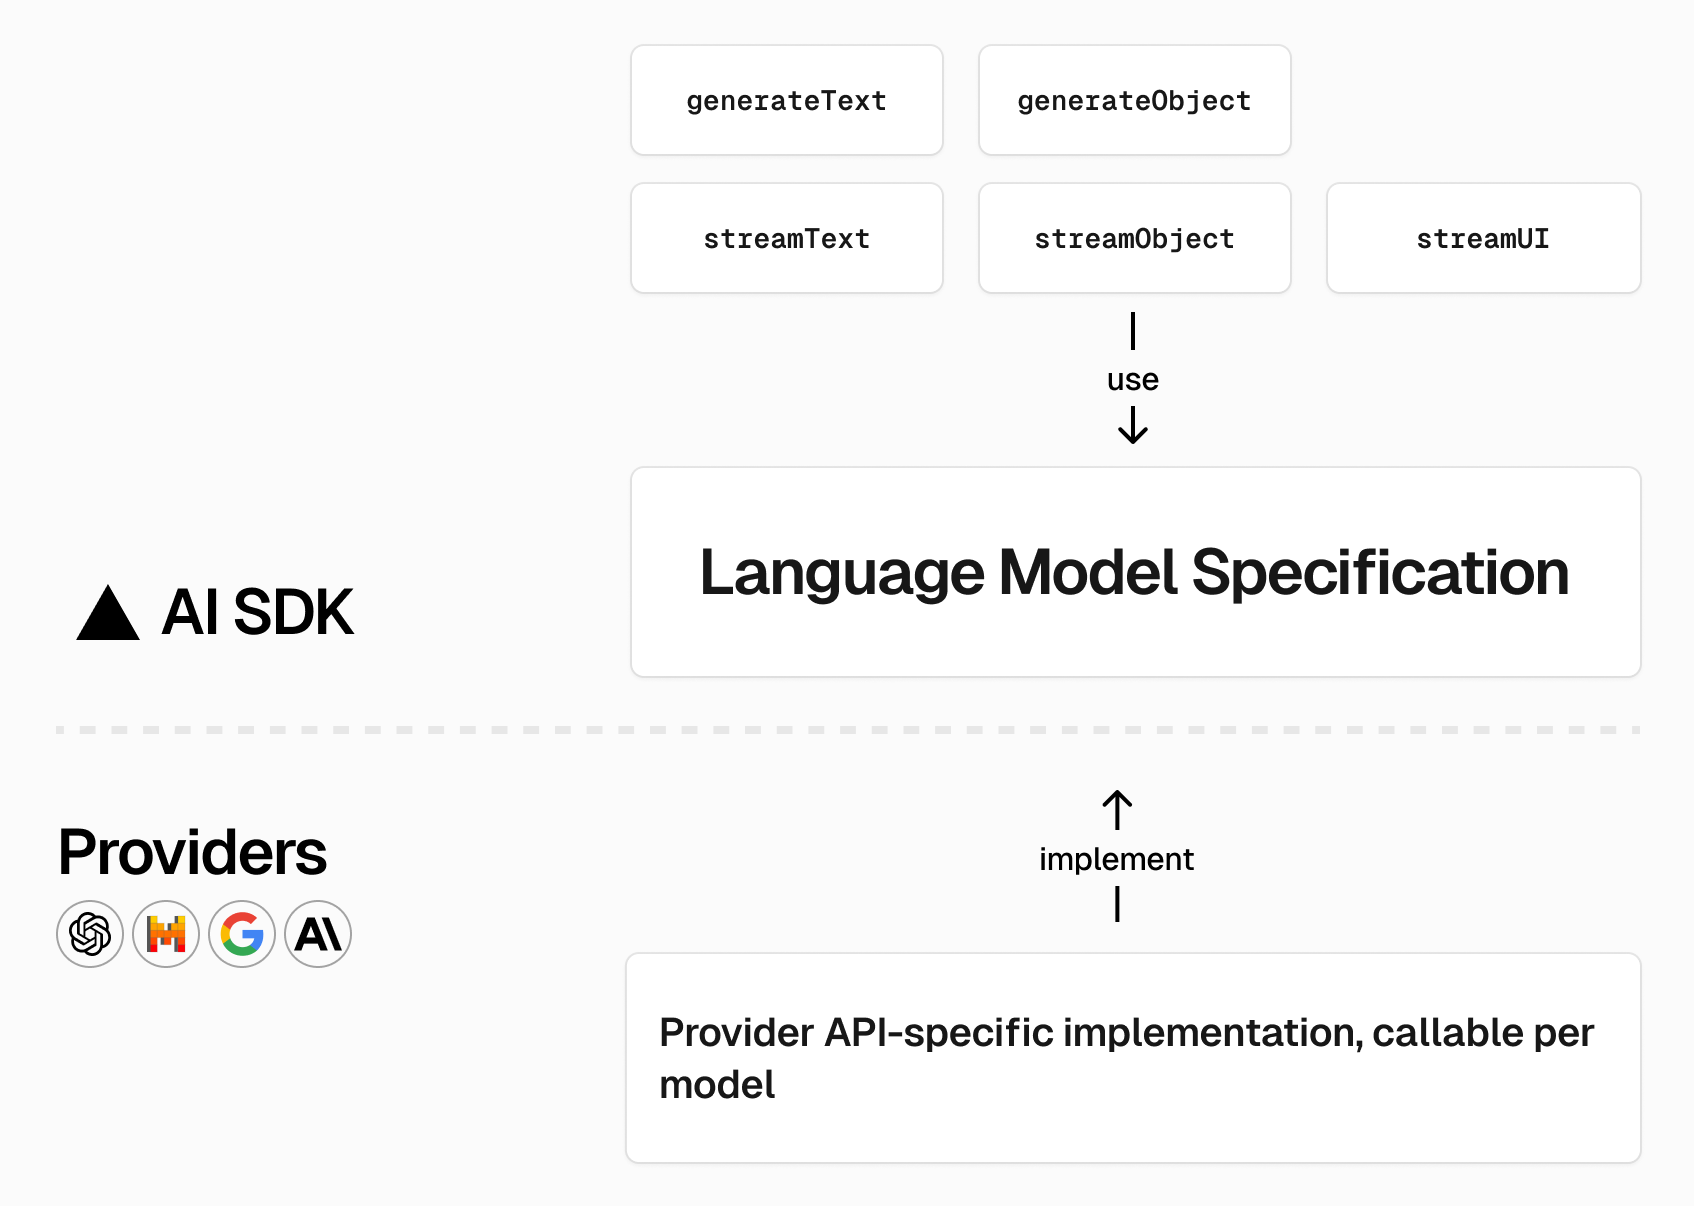 generateText
generateObject
streamText
streamObject
streamUI
use
Language Model Specification
AI SDK
Providers
implement
Provider API-specific implementation, callable per
model